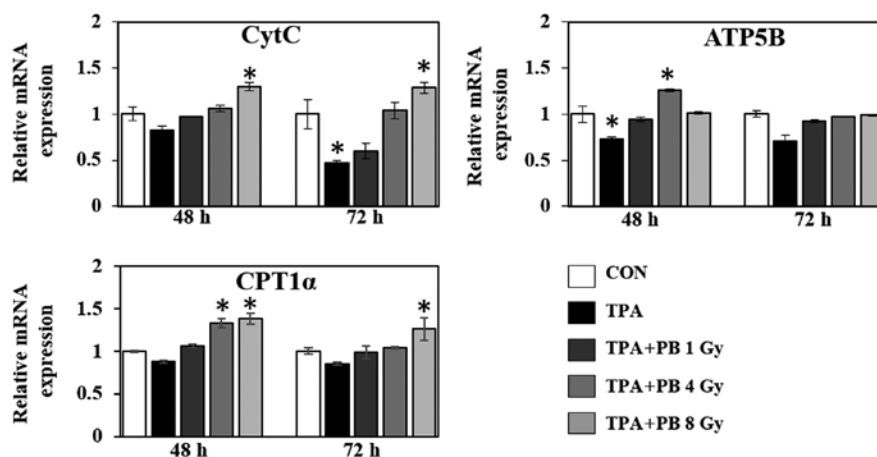 CytC
Relative mRNA
expression
2
1.5
1
0.5
0
*
*
*
48 h
72 h
ATP5B
Relative mRNA
expression
2
1.5
1
0.5
0
*
*
48 h
72 h
CPT1α
Relative mRNA
expression
2
1.5
1
0.5
0
*
*
*
48 h
72 h
CON
TPA
TPA+PB 1 Gy
TPA+PB 4 Gy
TPA+PB 8 Gy